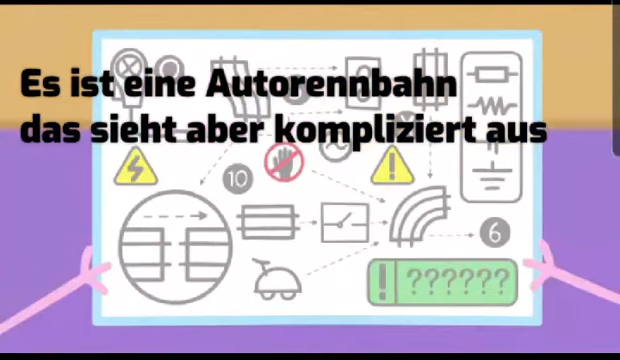 Es ist eine Autorennbahn
das sieht aber kompliziert aus
10
6
! ??????